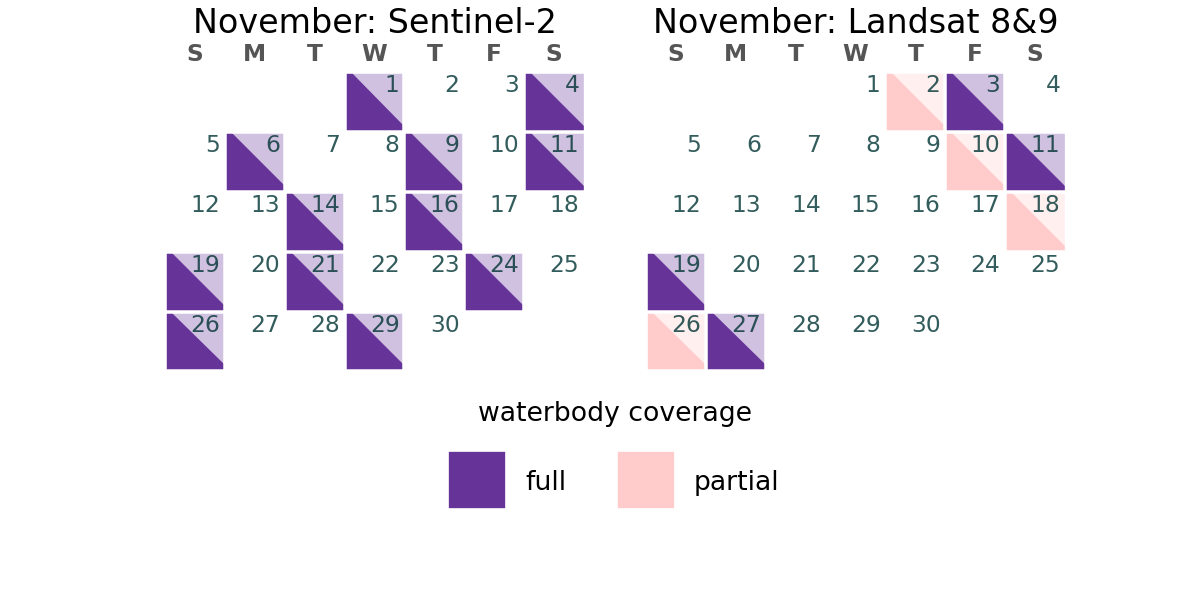 November: Sentinel-2
S M T W T F S
1 2 3 4
5 6 7 8 9 10 11
12 13 14 15 16 17 18
19 20 21 22 23 24 25
26 27 28 29 30
November: Landsat 8&9
S M T W T F S
1 2 3 4
5 6 7 8 9 10 11
12 13 14 15 16 17 18
19 20 21 22 23 24 25
26 27 28 29 30
waterbody coverage
full partial